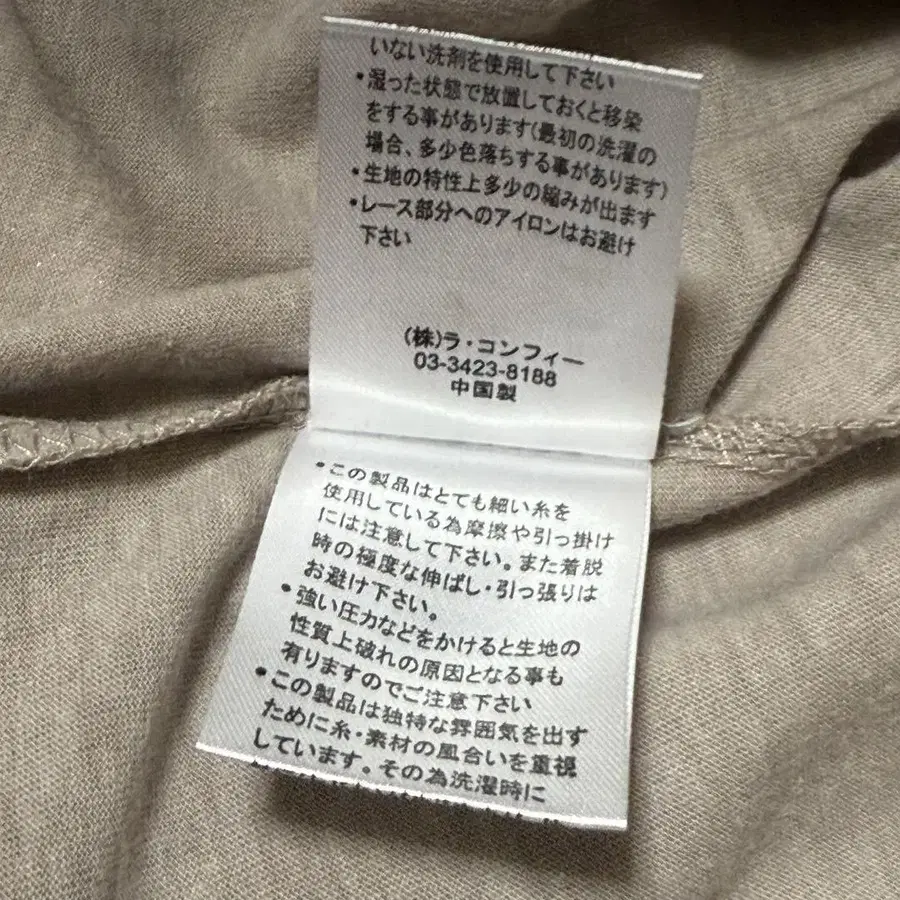 いない洗剤を使用して下さい
・湿った状態で放置しておくと移染
をする事があります(最初の洗濯の
場合、多少色落ちする事があります)
・生地の特性上多少の縮みが出ます
・レース部分へのアイロンはお避け
下さい
(株)ラ・コンフィー
03-3423-8188
中国製
・この製品はとても細い糸を
使用している為摩擦や引っ掛け
には注意して下さい。また着脱
時の極度な伸ばし・引っ張りは
お避け下さい。
・強い圧力などをかけると生地の
性質上破れの原因となる事も
有りますのでご注意下さい
・この製品は独特な雰囲気を出す
ために糸・素材の風合いを重視
しています。その為洗濯時に